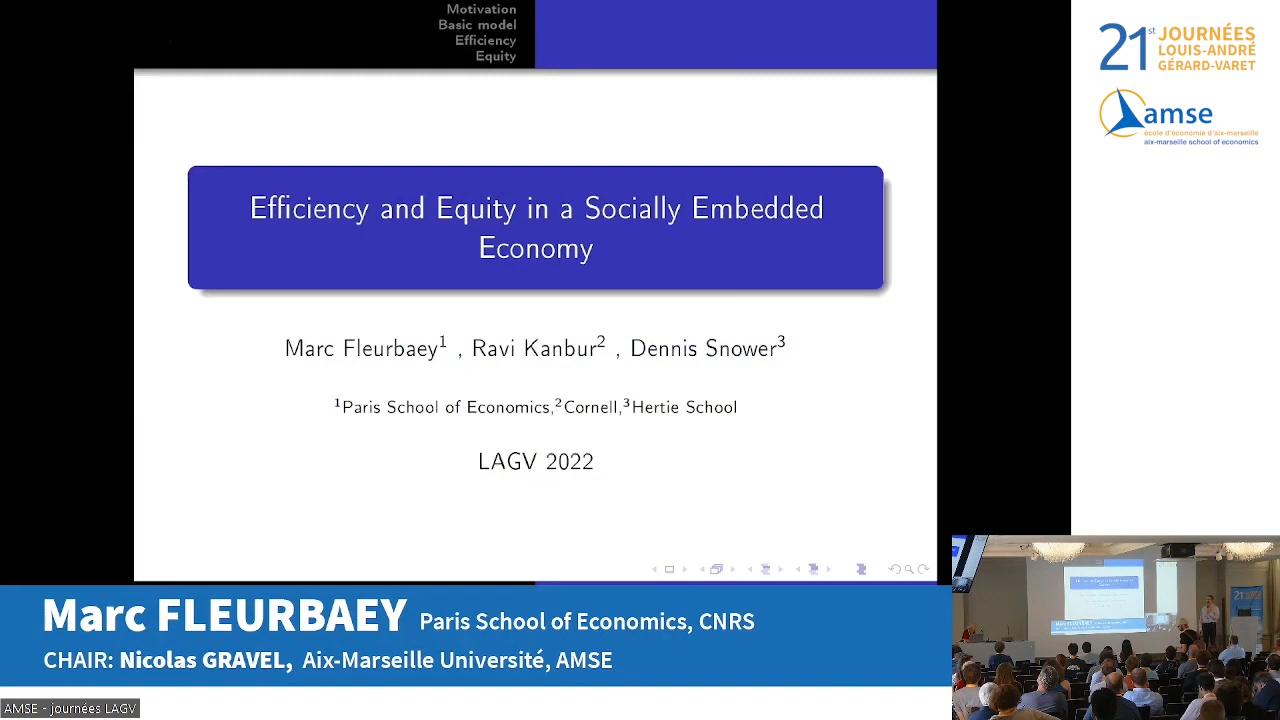 Motivation
Basic model
Efficiency
Equity
Efficiency and Equity in a Socially Embedded
Economy
Marc Fleurbaey1 , Ravi Kanbur2 , Dennis Snower3
1Paris School of Economics,2Cornell,3Hertie School
LAGV 2022
21st JOURNÉES
LOUIS-ANDRÉ
GÉRARD-VARET
amse
école d'économie d'aix-marseille
aix-marseille school of economics
Marc FLEURBAEY Paris School of Economics, CNRS
CHAIR: Nicolas GRAVEL, Aix-Marseille Université, AMSE
AMSE - journées LAGV
21